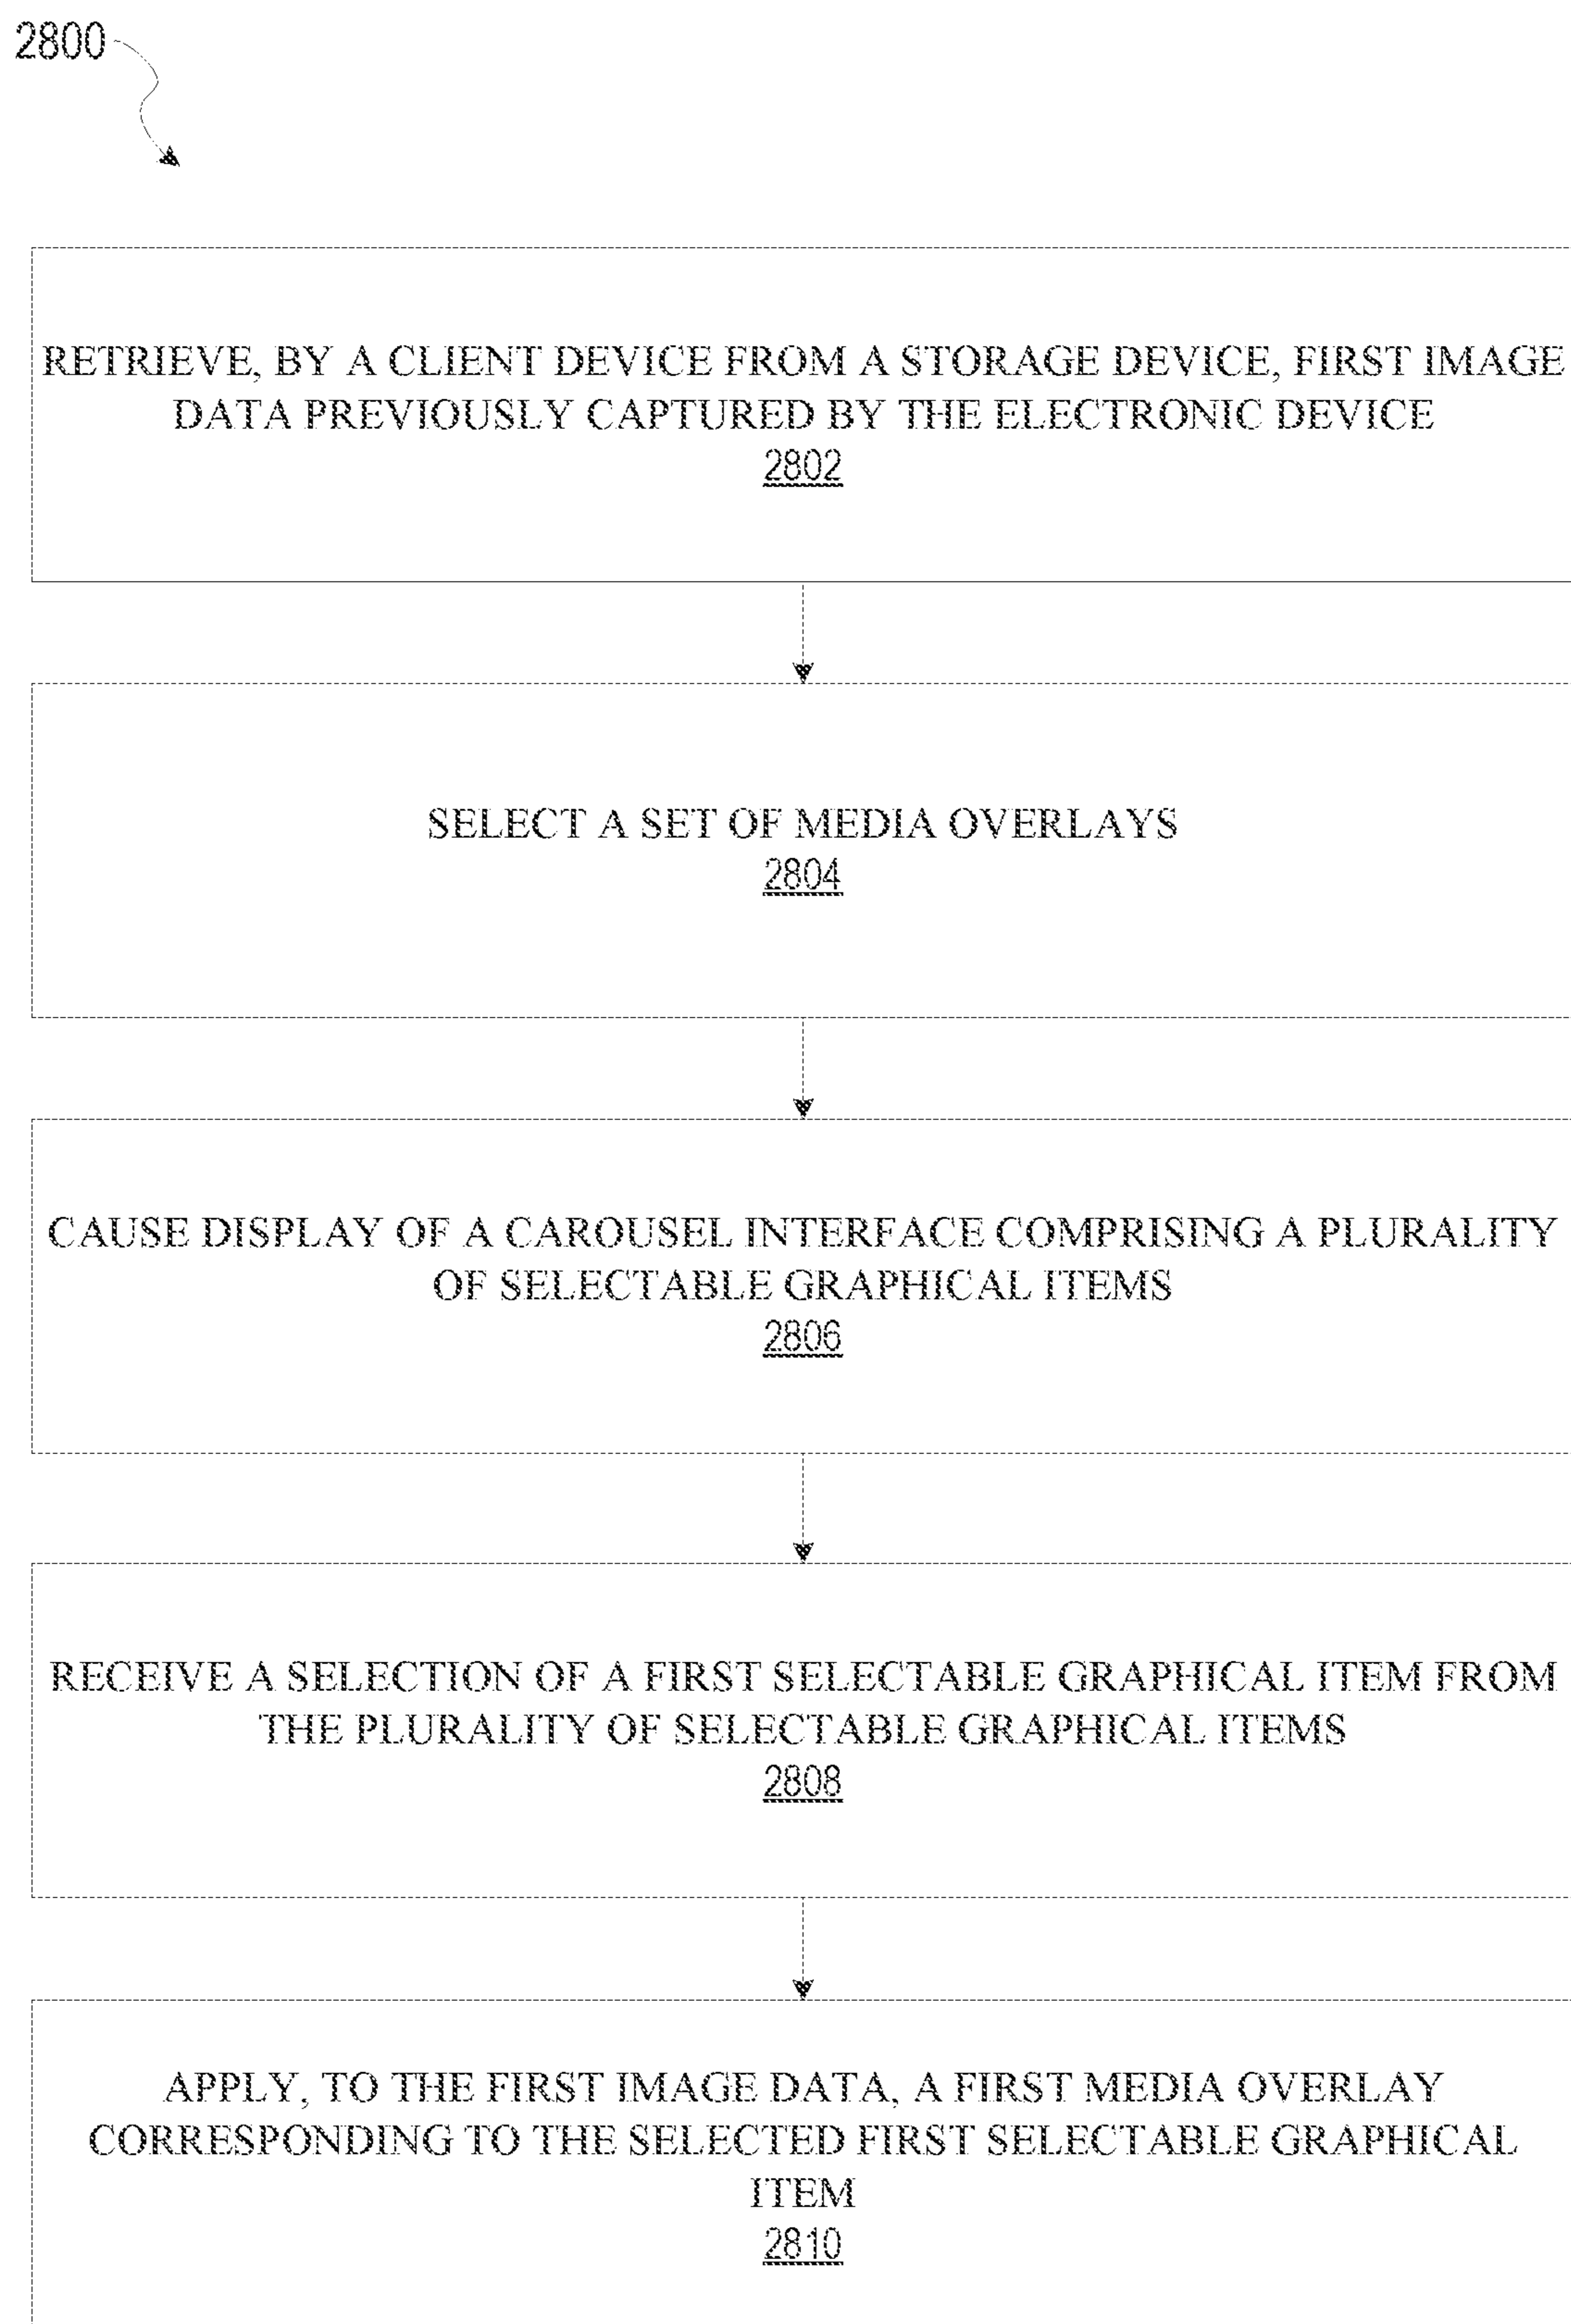 2800
RETRIEVE, BY A CLIENT DEVICE FROM A STORAGE DEVICE, FIRST IMAGE
DATA PREVIOUSLY CAPTURED BY THE ELECTRONIC DEVICE
2802
SELECT A SET OF MEDIA OVERLAYS
2804
CAUSE DISPLAY OF A CAROUSEL INTERFACE COMPRISING A PLURALITY
OF SELECTABLE GRAPHICAL ITEMS
2806
RECEIVE A SELECTION OF A FIRST SELECTABLE GRAPHICAL ITEM FROM
THE PLURALITY OF SELECTABLE GRAPHICAL ITEMS
2808
APPLY, TO THE FIRST IMAGE DATA, A FIRST MEDIA OVERLAY
CORRESPONDING TO THE SELECTED FIRST SELECTABLE GRAPHICAL
ITEM
2810